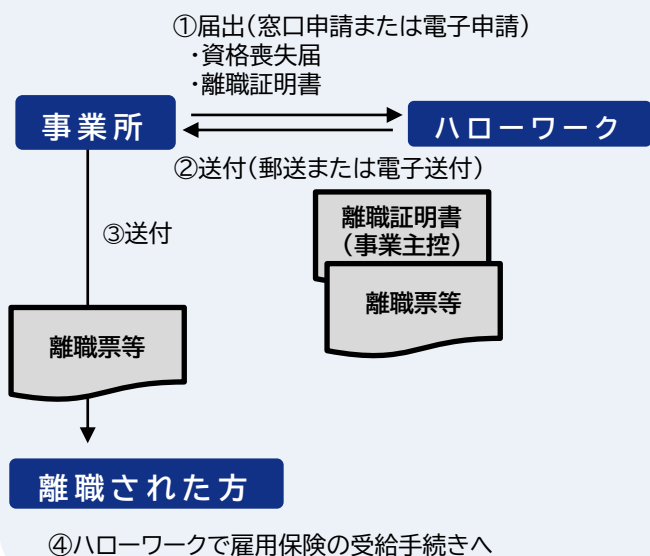 ①届出(窓口申請または電子申請)
・資格喪失届
・離職証明書
事業所
ハローワーク
②送付(郵送または電子送付)
③送付
離職証明書
(事業主控)
離職票等
離職票等
離職された方
④ハローワークで雇用保険の受給手続きへ